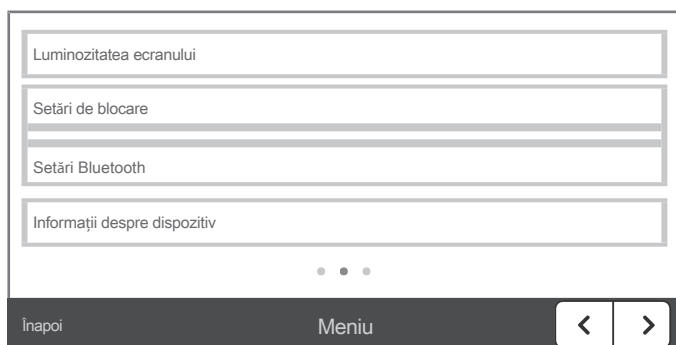 Luminozitatea ecranului
Setări de blocare
Setări Bluetooth
Informații despre dispozitiv
Înapoi
Meniu